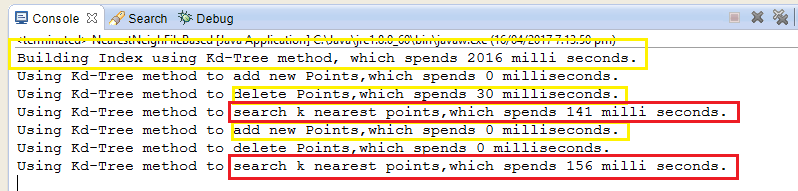 Console Search Debug
<terminated> NearestNeighFileBased [Java Application] C:\Java\jre1.8.0_60\bin\javaw.exe (16/04/2017 7:13:50 pm)
Building Index using Kd-Tree method, which spends 2016 milli seconds.
Using Kd-Tree method to add new Points,which spends 0 milliseconds.
Using Kd-Tree method to delete Points,which spends 30 milliseconds.
Using Kd-Tree method to search k nearest points,which spends 141 milli seconds.
Using Kd-Tree method to add new Points,which spends 0 milliseconds.
Using Kd-Tree method to delete Points,which spends 0 milliseconds.
Using Kd-Tree method to search k nearest points,which spends 156 milli seconds.